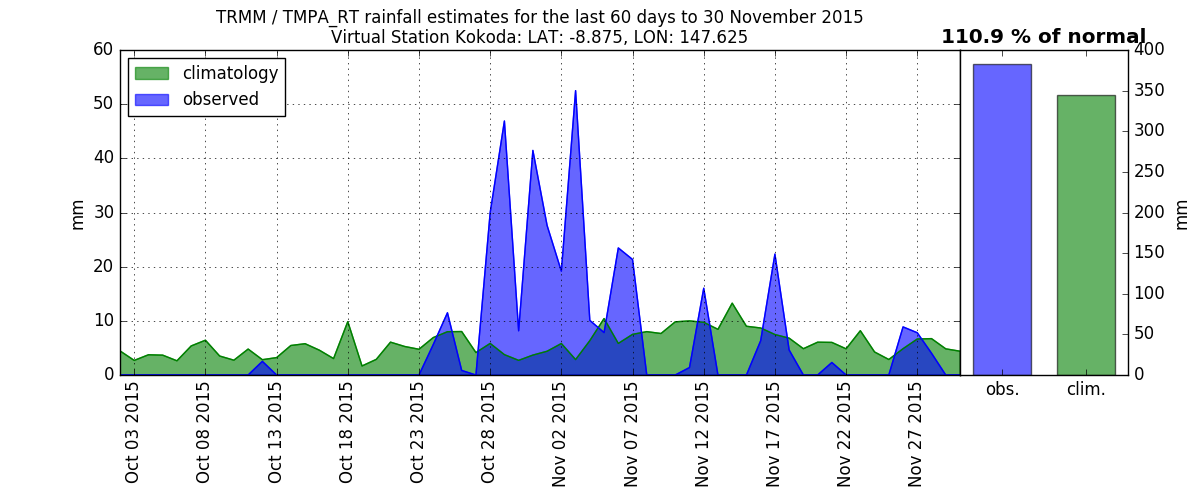 TRMM / TMPA_RT rainfall estimates for the last 60 days to 30 November 2015
Virtual Station Kokoda: LAT: -8.875, LON: 147.625
110.9 % of normal
climatology
observed
60
50
40
30
20
10
0
mm
Oct 03 2015
Oct 08 2015
Oct 13 2015
Oct 18 2015
Oct 23 2015
Oct 28 2015
Nov 02 2015
Nov 07 2015
Nov 12 2015
Nov 17 2015
Nov 22 2015
Nov 27 2015
400
350
300
250
200
150
100
50
0
mm
obs.
clim.